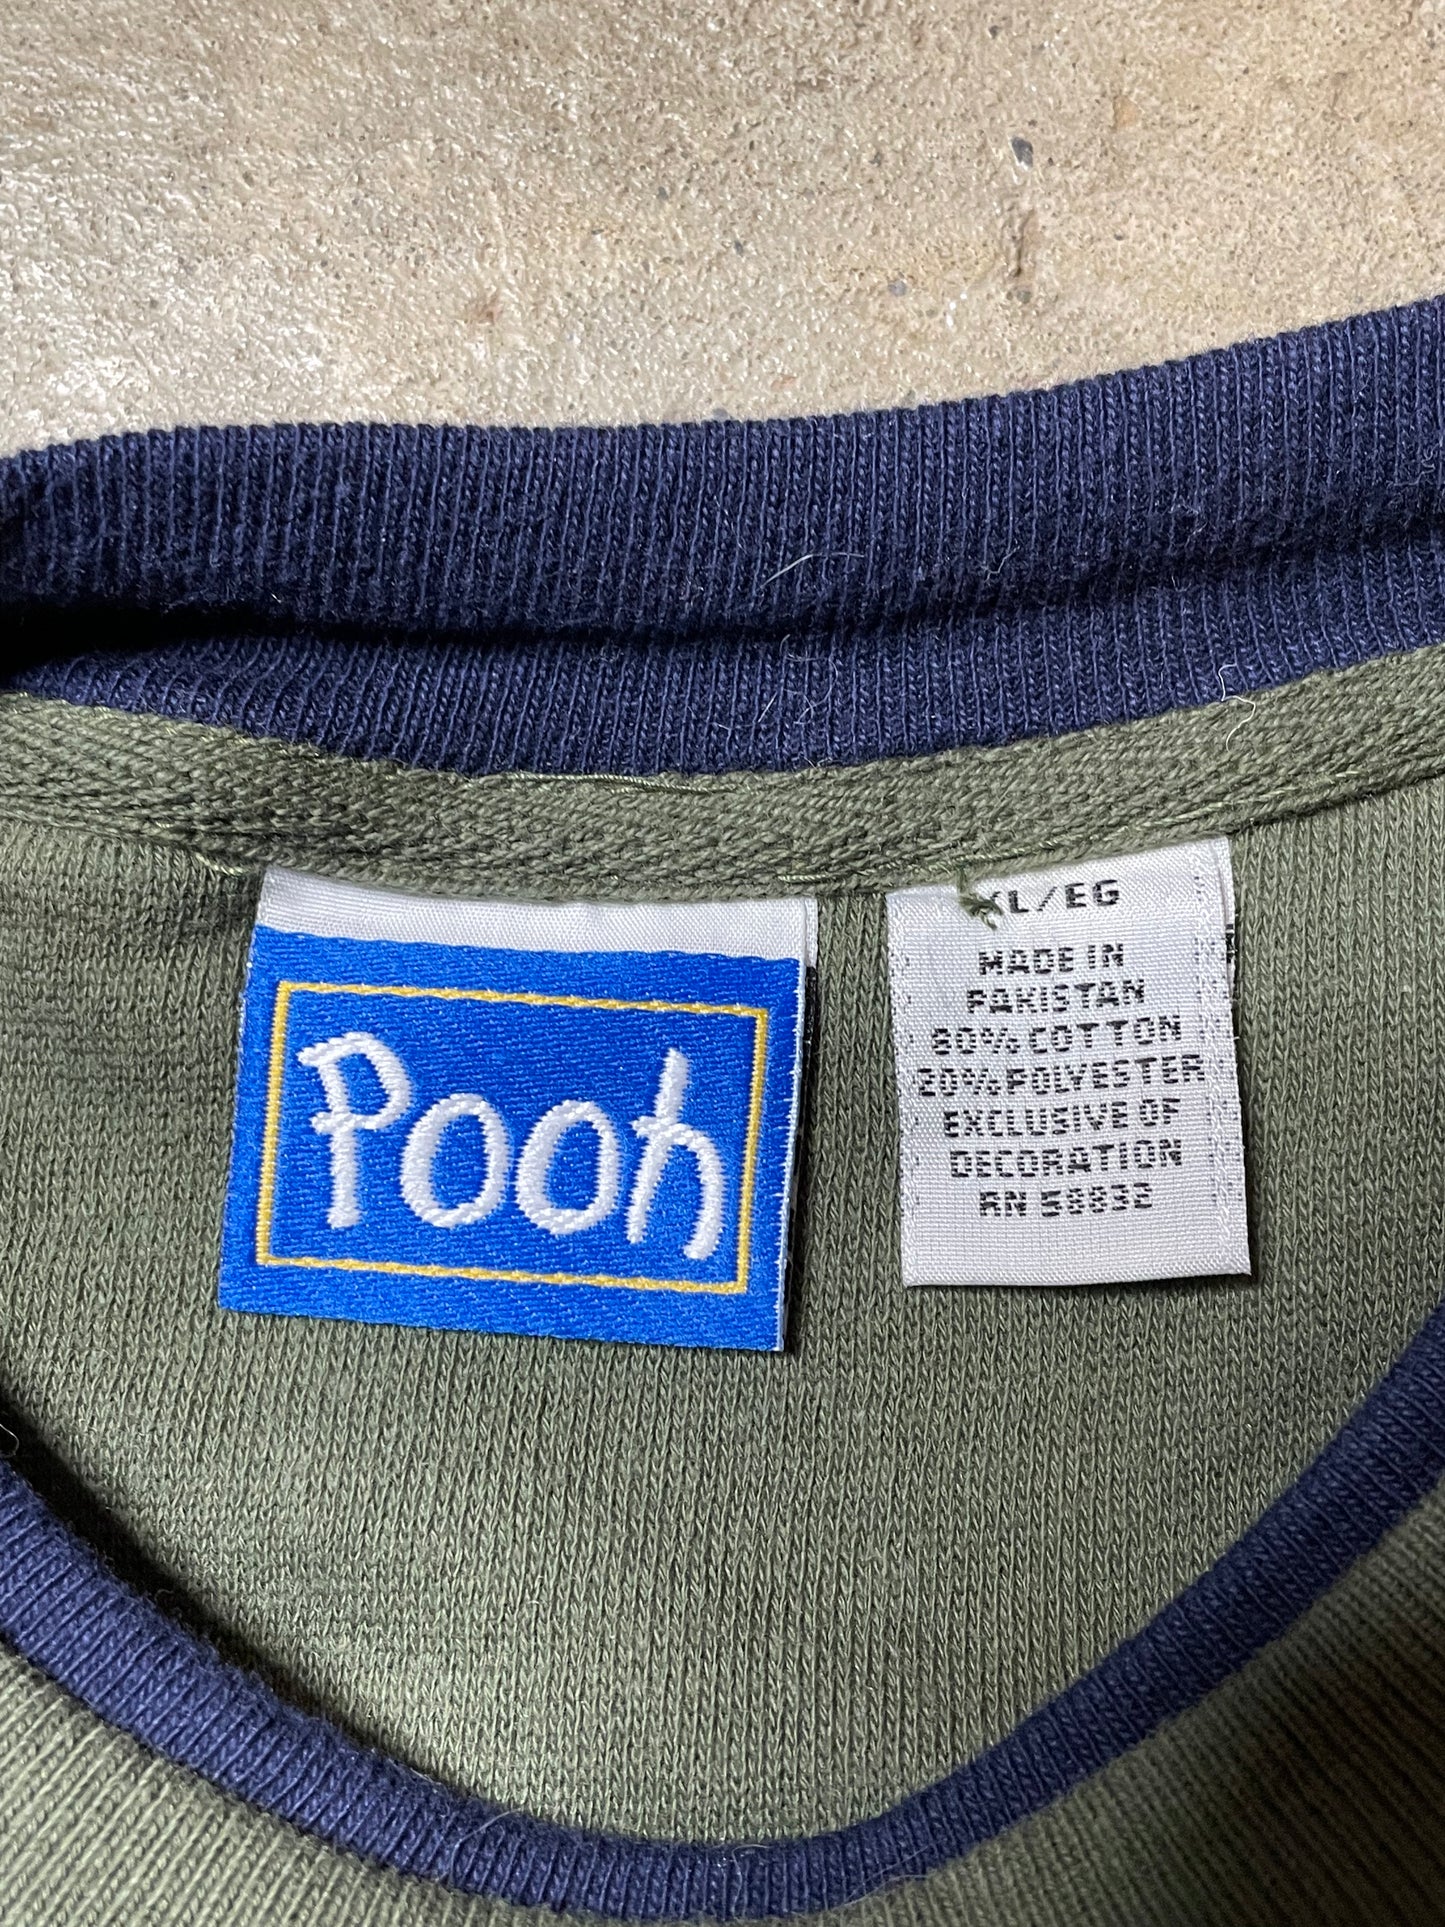 Pooh
XL/EG
MADE IN
PAKISTAN
80% COTTON
20% POLYESTER
EXCLUSIVE OF
DECORATION
RN 58832